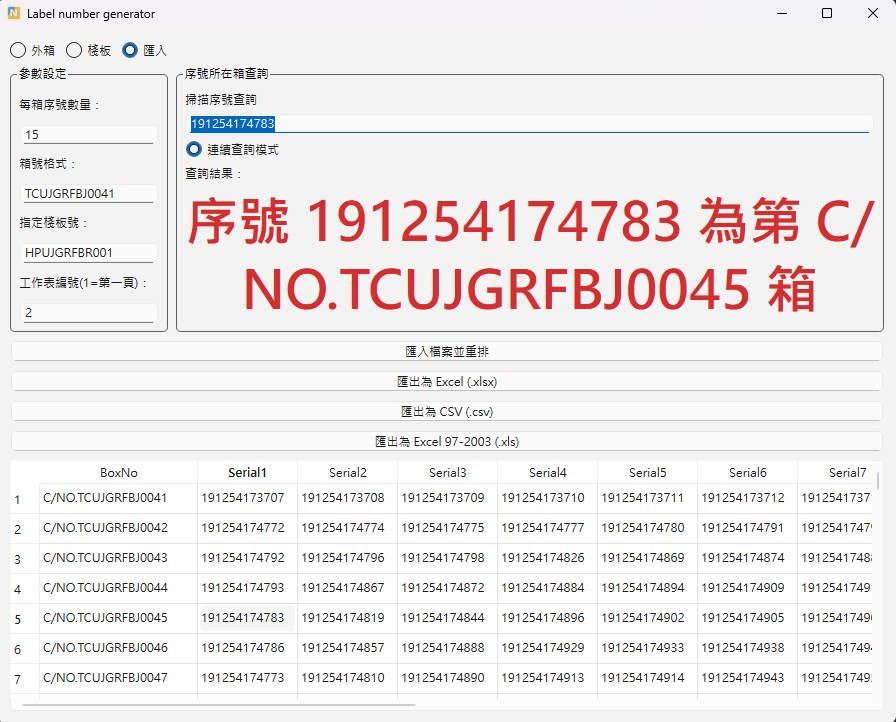 Label number generator
外箱 棧板 匯入
參數設定
每箱序號數量：
15
箱號格式：
TCUJGRFBJ0041
指定棧板號：
HPUJGRFBR001
工作表編號(1=第一頁)：
2
序號所在箱查詢
掃描序號查詢
191254174783
連續查詢模式
查詢結果：
序號 191254174783 為第 C/
NO.TCUJGRFBJ0045 箱
匯入檔案並重排
匯出為 Excel (.xlsx)
匯出為 CSV (.csv)
匯出為 Excel 97-2003 (.xls)
BoxNo Serial1 Serial2 Serial3 Serial4 Serial5 Serial6 Serial7
1 C/NO.TCUJGRFBJ0041 191254173707 191254173708 191254173709 191254173710 191254173711 191254173712 1912541737
2 C/NO.TCUJGRFBJ0042 191254174772 191254174774 191254174775 191254174777 191254174780 191254174791 1912541747
3 C/NO.TCUJGRFBJ0043 191254174792 191254174796 191254174798 191254174826 191254174869 191254174874 1912541748
4 C/NO.TCUJGRFBJ0044 191254174793 191254174867 191254174872 191254174884 191254174894 191254174909 1912541749
5 C/NO.TCUJGRFBJ0045 191254174783 191254174819 191254174844 191254174896 191254174902 191254174905 1912541749
6 C/NO.TCUJGRFBJ0046 191254174786 191254174857 191254174888 191254174929 191254174933 191254174938 1912541749
7 C/NO.TCUJGRFBJ0047 191254174773 191254174810 191254174890 191254174913 191254174914 191254174943 1912541749